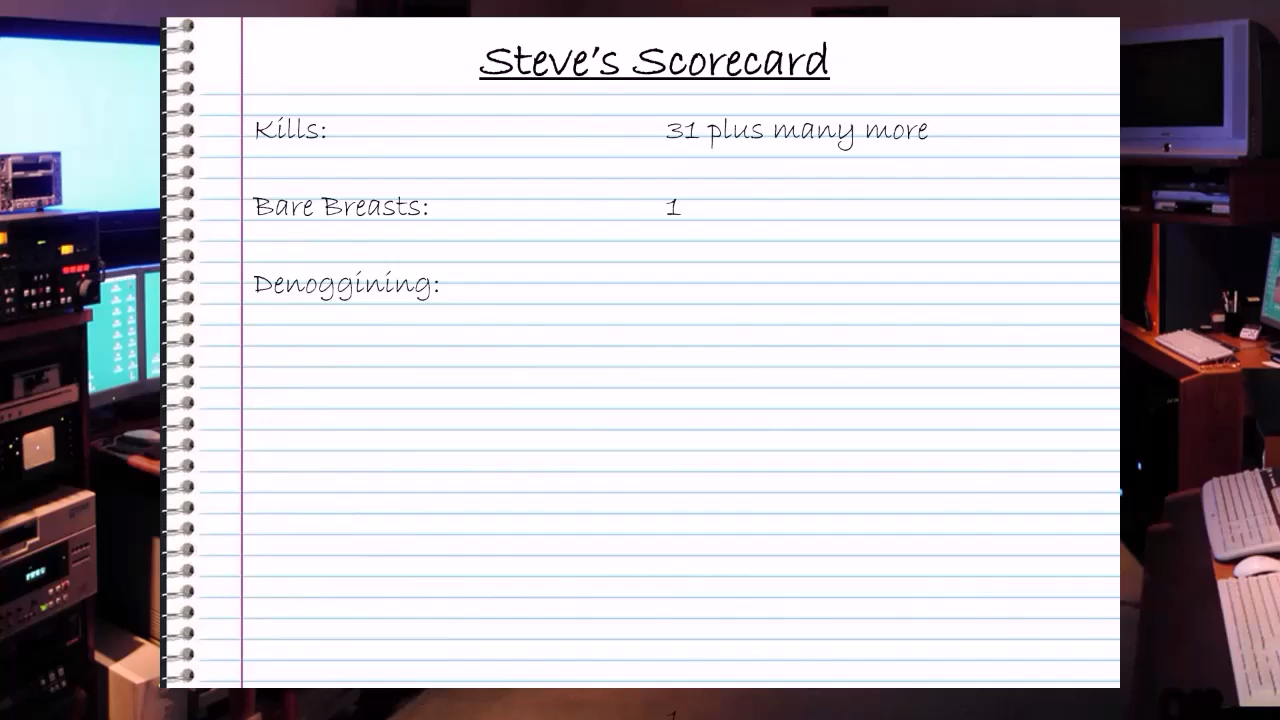 Steve's Scorecard
Kills: 31 plus many more
Bare Breasts: 1
Denoggining: